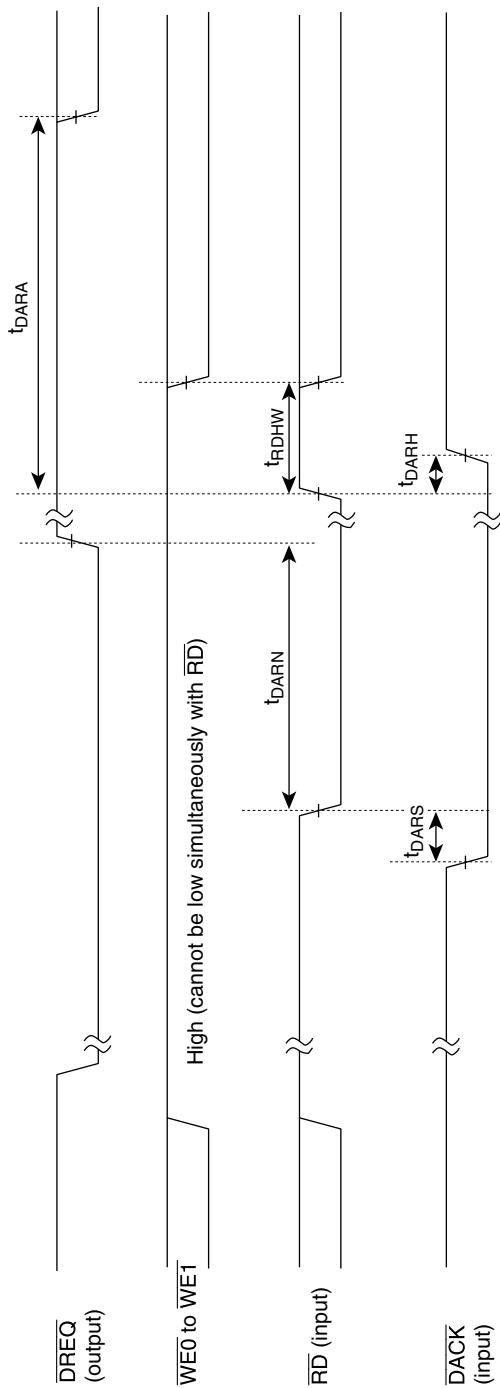 DREQ
(output)
tDARA
WE0 to WE1
High (cannot be low simultaneously with RD)
RD (input)
tDARN
tRDHW
DACK
(input)
tDARS
tDARH